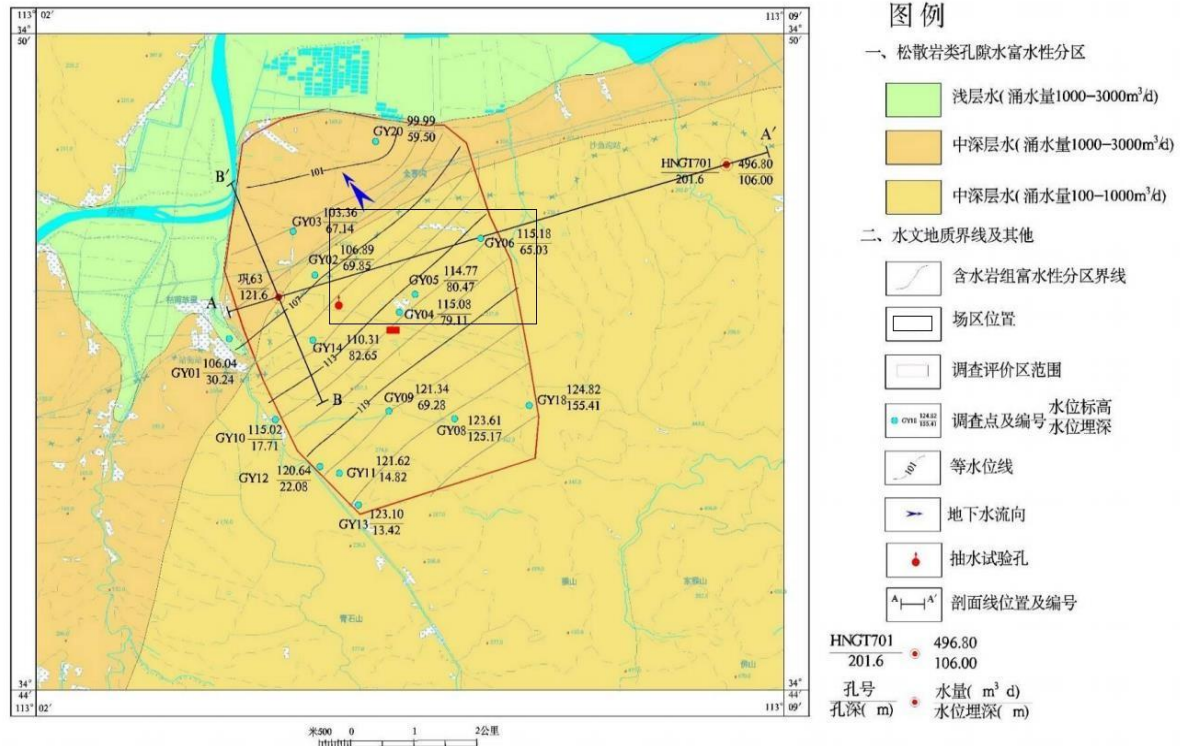 113° 02′
113° 09′
34°
50′
34°
50′
GY20 99.99
59.50
101
A′
HNGT701 496.80
201.6 106.00
B′
GY03 103.36
67.14
GY02 106.89
69.85
GY06 115.18
65.03
巩63
121.6
GY05 114.77
80.47
A
107
GY04 115.08
79.11
GY14 110.31
82.65
GY01 106.04
30.24
113
GY09 121.34
69.28
GY18 124.82
155.41
B
119
GY08 123.61
125.17
GY10 115.02
17.71
GY12 120.64
22.08
GY11 121.62
14.82
GY13 123.10
13.42
青石山
34°
44′
34°
44′
113° 02′
113° 09′
米500 0 1 2公里
图 例
一、松散岩类孔隙水富水性分区
浅层水( 涌水量1000-3000m³/d)
中深层水( 涌水量1000-3000m³/d)
中深层水( 涌水量100-1000m³/d)
二、水文地质界线及其他
含水岩组富水性分区界线
场区位置
调查评价区范围
调查点及编号 水位标高
水位埋深
101 等水位线
地下水流向
抽水试验孔
A A′ 剖面线位置及编号
HNGT701 496.80
201.6 106.00
孔号 水量( m³ d)
孔深( m) 水位埋深( m)